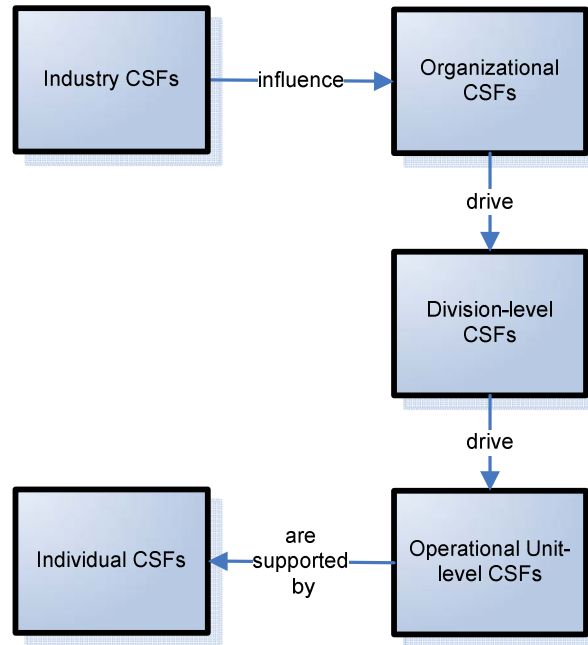 Industry CSFs
influence
Organizational
CSFs
drive
Division-level
CSFs
drive
Operational Unit-
level CSFs
are
supported
by
Individual CSFs